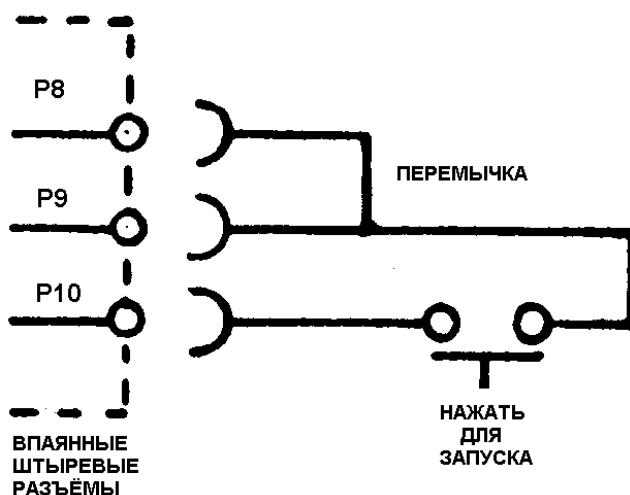 P8
ПЕРЕМЫЧКА
P9
P10
НАЖАТЬ
ДЛЯ
ЗАПУСКА
ВПАЯННЫЕ
ШТЫРЕВЫЕ
РАЗЪЁМЫ